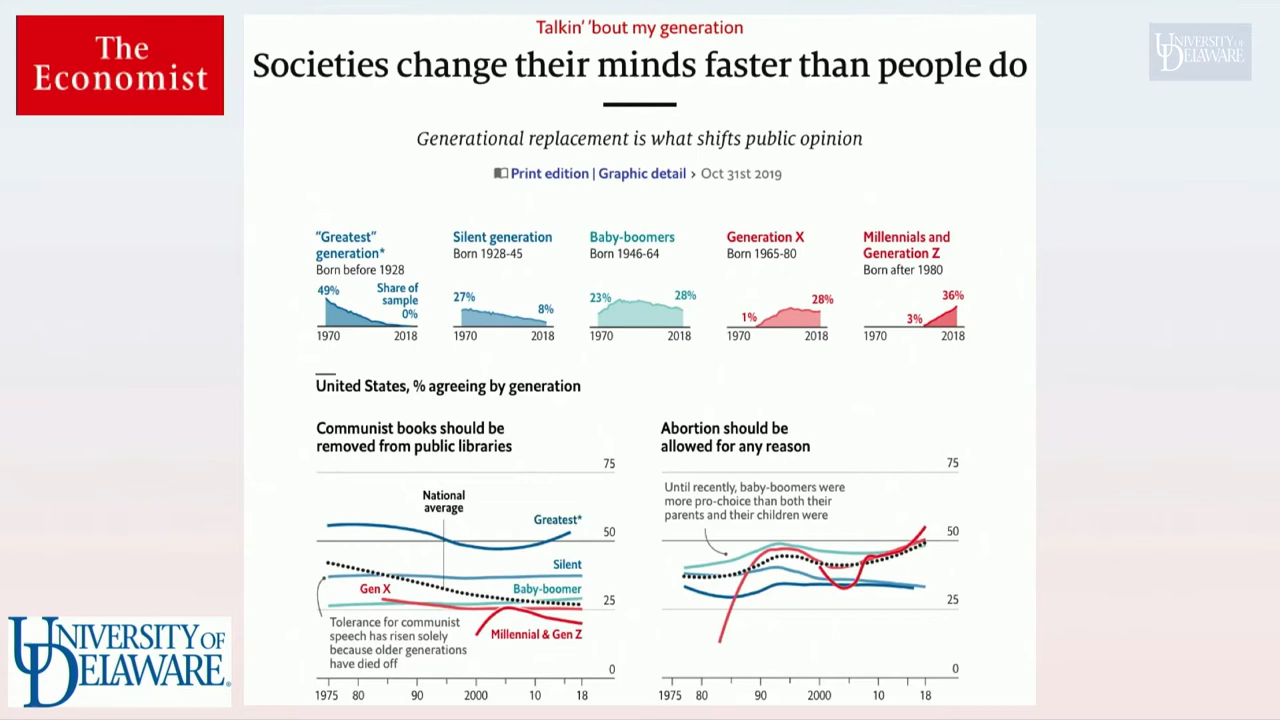 The
Economist
Talkin' 'bout my generation
Societies change their minds faster than people do
UNIVERSITY OF
DELAWARE
Generational replacement is what shifts public opinion
Print edition | Graphic detail > Oct 31st 2019
"Greatest"
generation*
Born before 1928
49%
Share of
sample
0%
1970 2018
Silent generation
Born 1928-45
27%
8%
1970 2018
Baby-boomers
Born 1946-64
23% 28%
1970 2018
Generation X
Born 1965-80
1%
28%
1970 2018
Millennials and
Generation Z
Born after 1980
3%
36%
1970 2018
United States, % agreeing by generation
Communist books should be
removed from public libraries
75
National
average
Greatest*
50
Silent
Gen X
Baby-boomer
25
Tolerance for communist
speech has risen solely
because older generations
have died off
Millennial & Gen Z
0
1975 80 90 2000 10 18
Abortion should be
allowed for any reason
75
Until recently, baby-boomers were
more pro-choice than both their
parents and their children were
50
25
0
1975 80 90 2000 10 18
UNIVERSITY OF
DELAWARE.